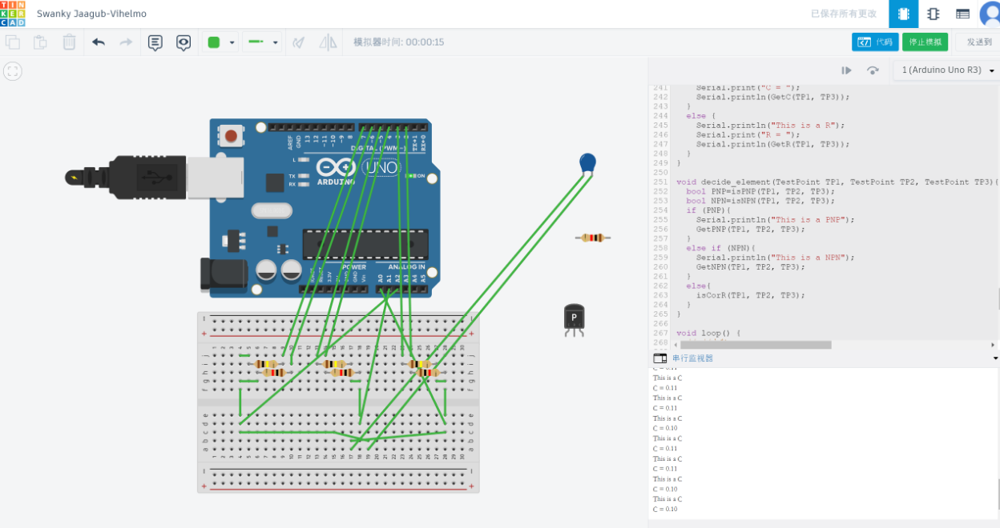 TIN
KER
CAD
Swanky Jaagub-Vihelmo
已保存所有更改
模拟器时间: 00:00:15
代码
停止模拟
发送到
1 (Arduino Uno R3)
AREF
GND
13
12
~11
~10
~9
8
7
~6
~5
4
~3
2
TX→1
RX←0
DIGITAL (PWM~)
L
TX
RX
UNO
ON
ARDUINO
POWER
ANALOG IN
IOREF
RESET
3.3V
5V
GND
GND
Vin
A0
A1
A2
A3
A4
A5
P
241 Serial.print("C = ");
242 Serial.println(GetC(TP1, TP3));
243 }
244 else {
245 Serial.println("This is a R");
246 Serial.print("R = ");
247 Serial.println(GetR(TP1, TP3));
248 }
249 }
250
251 void decide_element(TestPoint TP1, TestPoint TP2, TestPoint TP3){
252 bool PNP=isPNP(TP1, TP2, TP3);
253 bool NPN=isNPN(TP1, TP2, TP3);
254 if (PNP){
255 Serial.println("This is a PNP");
256 GetPNP(TP1, TP2, TP3);
257 }
258 else if (NPN){
259 Serial.println("This is a NPN");
260 GetNPN(TP1, TP2, TP3);
261 }
262 else{
263 isCorR(TP1, TP2, TP3);
264 }
265 }
266
267 void loop() {
268
串行监视器
C = 0.11
This is a C
C = 0.11
This is a C
C = 0.11
This is a C
C = 0.10
This is a C
C = 0.11
This is a C
C = 0.11
This is a C
C = 0.10
This is a C
C = 0.10